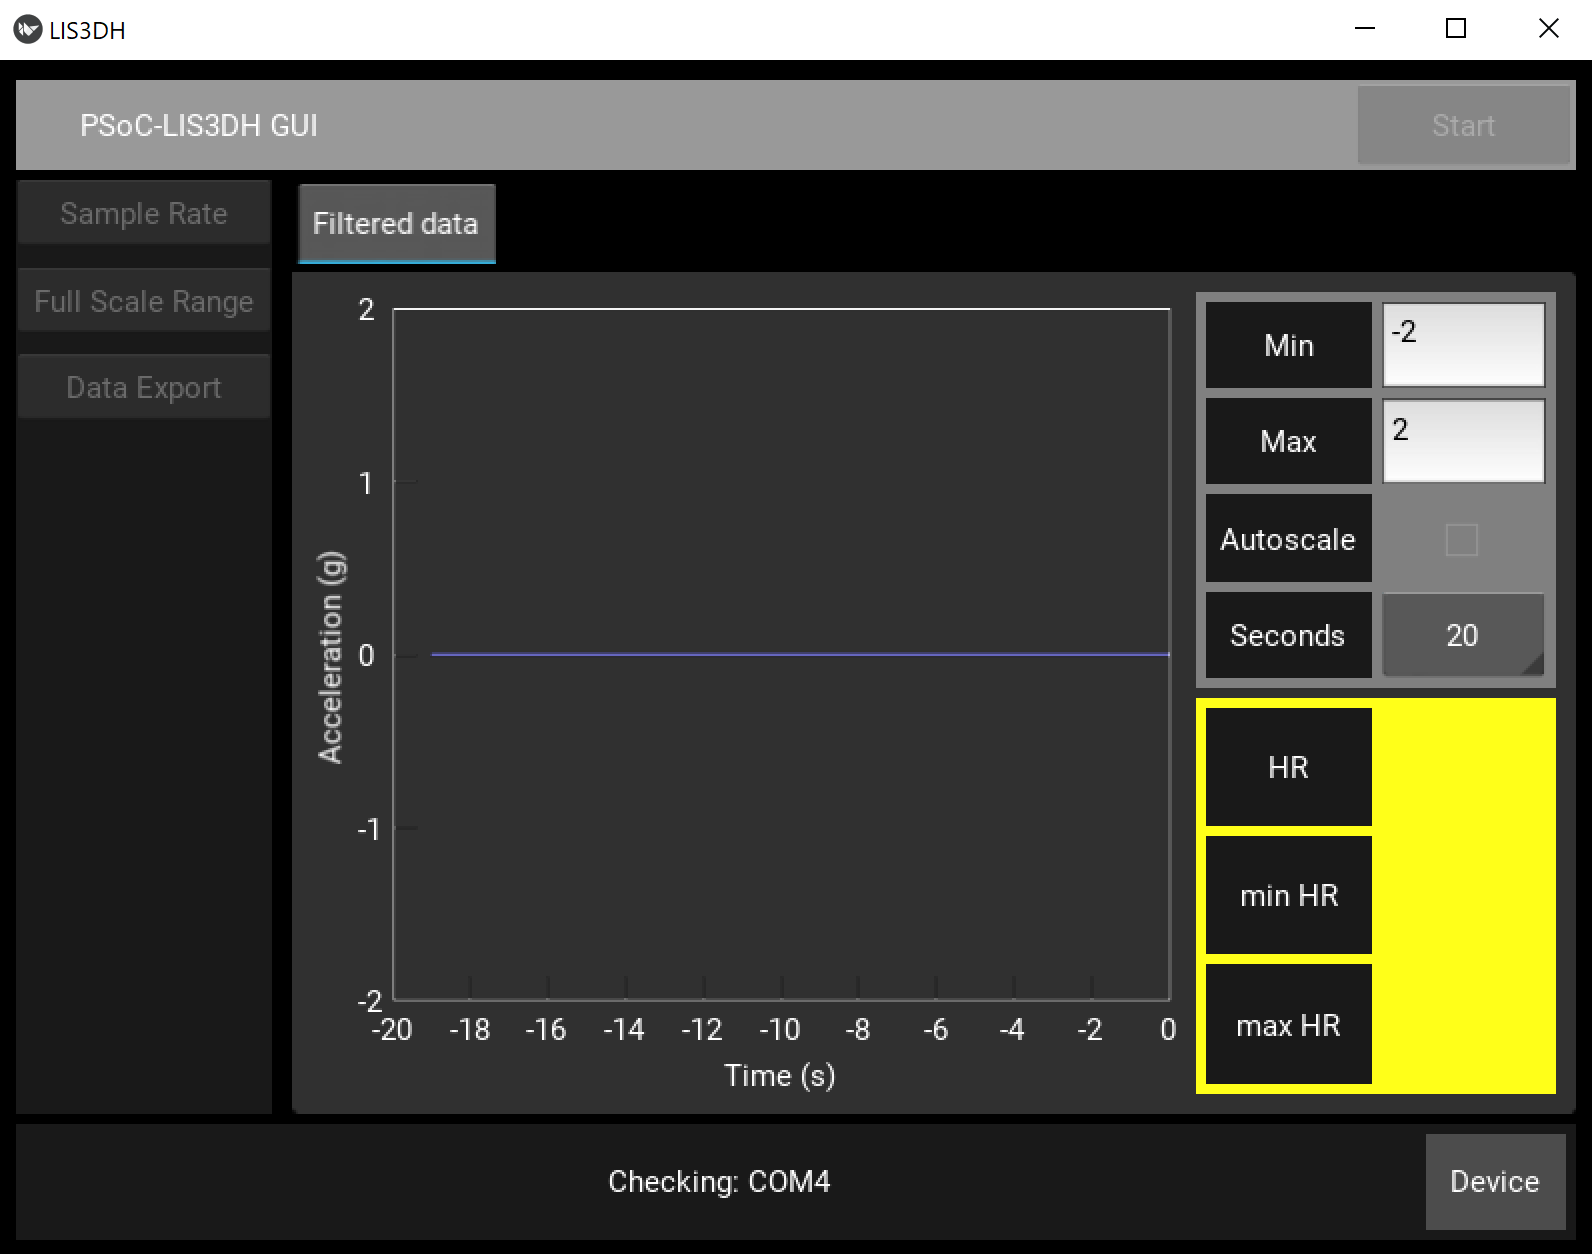 LIS3DH
PSoC-LIS3DH GUI
Start
Sample Rate
Full Scale Range
Data Export
Filtered data
2
1
0
-1
-2
Acceleration (g)
-20 -18 -16 -14 -12 -10 -8 -6 -4 -2 0
Time (s)
Min -2
Max 2
Autoscale
Seconds 20
HR
min HR
max HR
Checking: COM4
Device